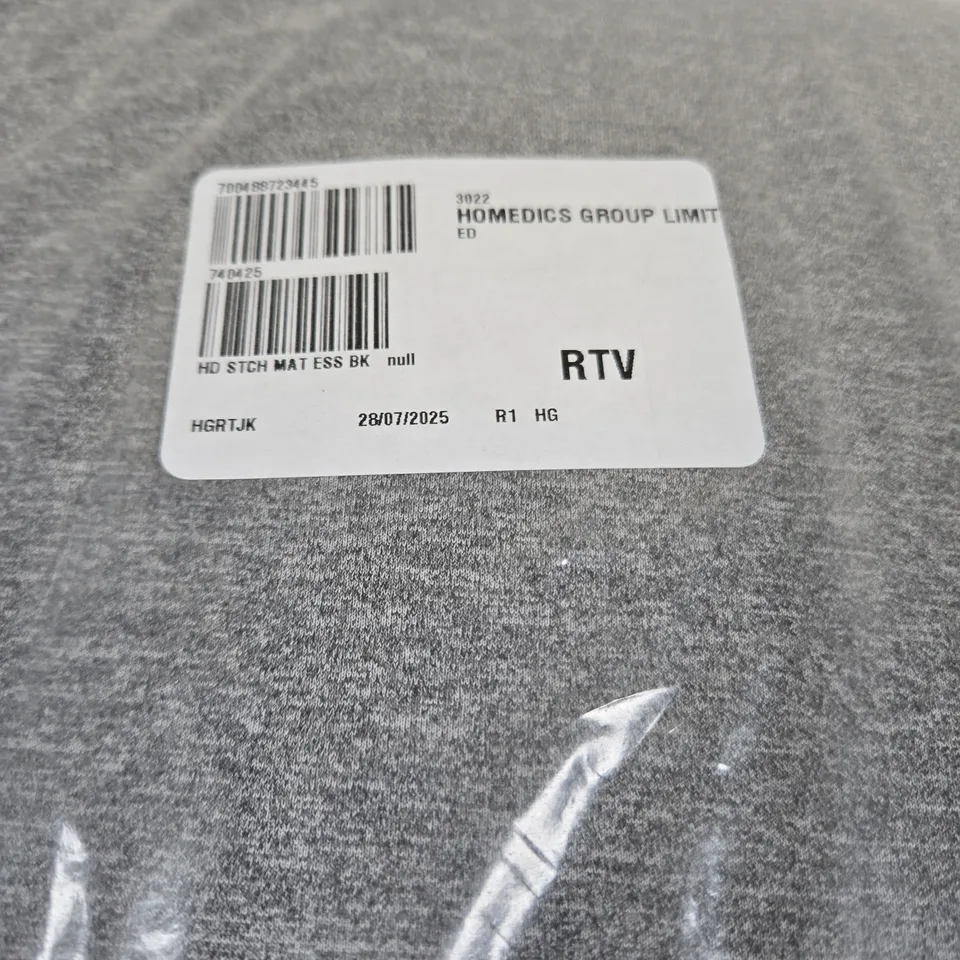 700488723445
3022
HOMEDICS GROUP LIMIT
ED
740425
HD STCH MAT ESS BK null
RTV
HGRTJK 28/07/2025 R1 HG